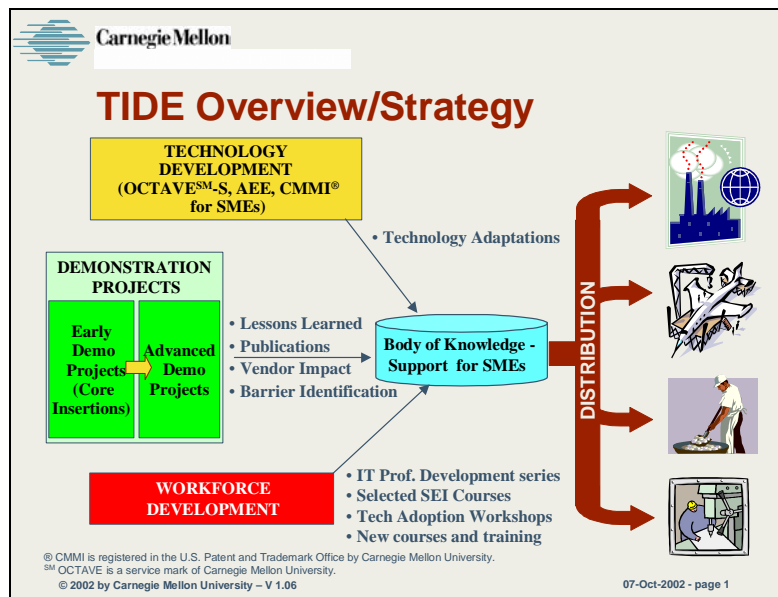 Carnegie Mellon
TIDE Overview/Strategy
TECHNOLOGY
DEVELOPMENT
(OCTAVE℠-S, AEE, CMMI®
for SMEs)
• Technology Adaptations
DEMONSTRATION
PROJECTS
Early
Demo
Projects
(Core
Insertions)
Advanced
Demo
Projects
• Lessons Learned
• Publications
• Vendor Impact
• Barrier Identification
Body of Knowledge -
Support for SMEs
DISTRIBUTION
WORKFORCE
DEVELOPMENT
• IT Prof. Development series
• Selected SEI Courses
• Tech Adoption Workshops
• New courses and training
® CMMI is registered in the U.S. Patent and Trademark Office by Carnegie Mellon University.
℠ OCTAVE is a service mark of Carnegie Mellon University.
© 2002 by Carnegie Mellon University – V 1.06
07-Oct-2002 - page 1